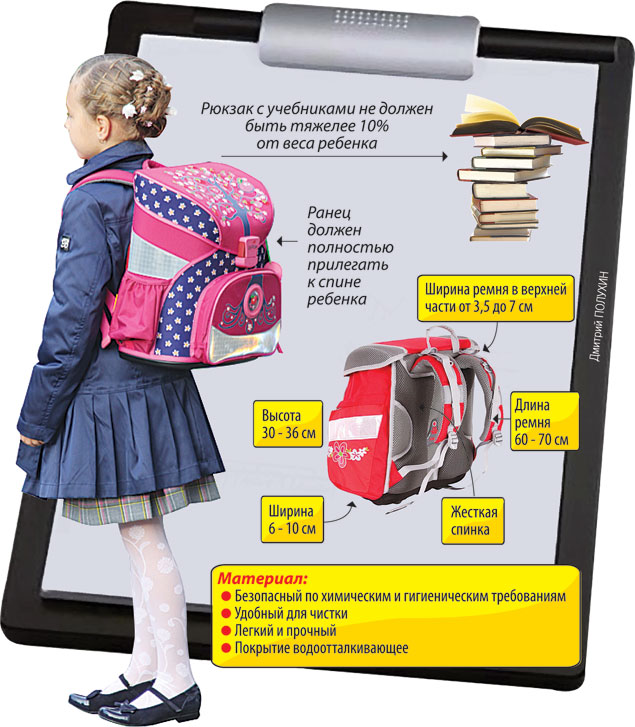 Рюкзак с учебниками не должен
быть тяжелее 10%
от веса ребенка
Ранец
должен
полностью
прилегать
к спине
ребенка
Ширина ремня в верхней
части от 3,5 до 7 см
Высота
30 - 36 см
Длина
ремня
60 - 70 см
Ширина
6 - 10 см
Жесткая
спинка
Материал:
● Безопасный по химическим и гигиеническим требованиям
● Удобный для чистки
● Легкий и прочный
● Покрытие водоотталкивающее
Дмитрий ПОЛУХИН